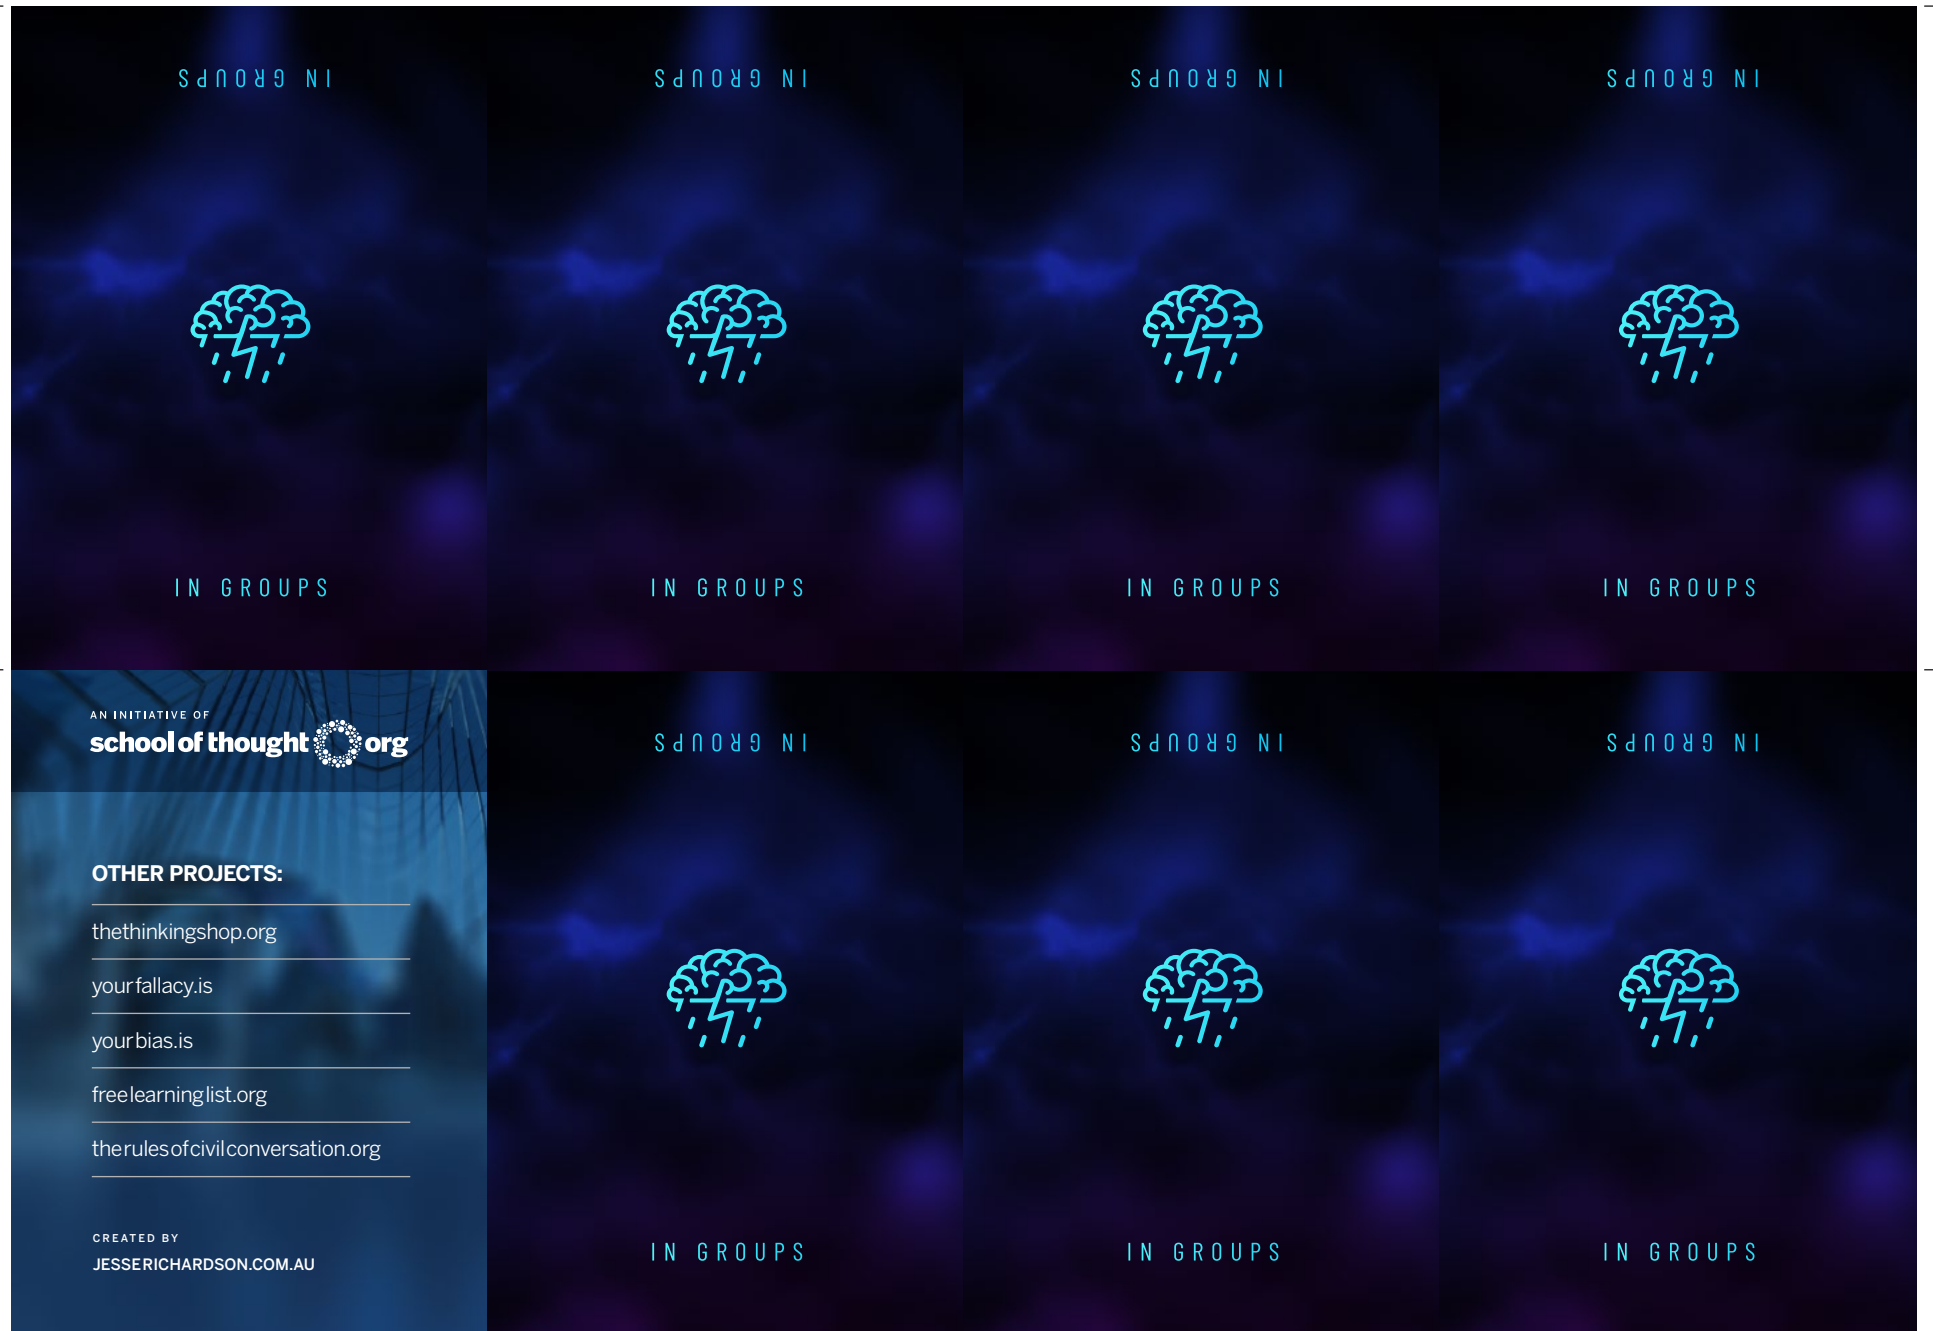 IN GROUPS
IN GROUPS
IN GROUPS
IN GROUPS
IN GROUPS
IN GROUPS
IN GROUPS
IN GROUPS
AN INITIATIVE OF
school of thought org
OTHER PROJECTS:
thethinkingshop.org
yourfallacy.is
yourbias.is
freelearninglist.org
therulesofcivilconversation.org
CREATED BY
JESSERICHARDSON.COM.AU
IN GROUPS
IN GROUPS
IN GROUPS
IN GROUPS
IN GROUPS
IN GROUPS